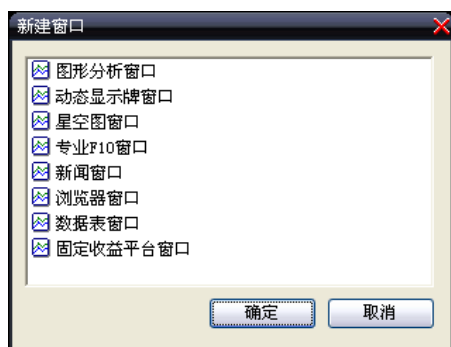 新建窗口
图形分析窗口
动态显示牌窗口
星空图窗口
专业F10窗口
新闻窗口
浏览器窗口
数据表窗口
固定收益平台窗口
确定 取消